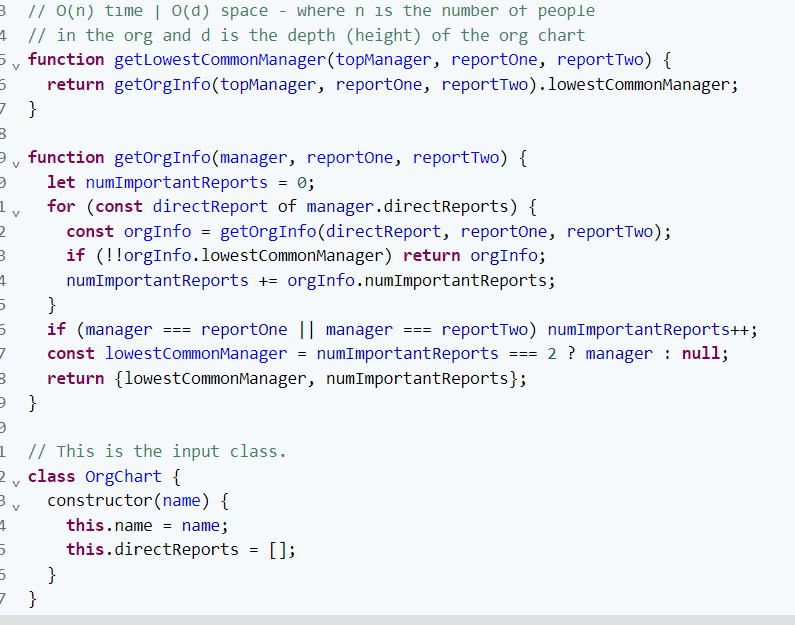 3 // O(n) time | O(d) space - where n is the number of people
4 // in the org and d is the depth (height) of the org chart
5 function getLowestCommonManager(topManager, reportOne, reportTwo) {
6 return getOrgInfo(topManager, reportOne, reportTwo).lowestCommonManager;
7 }
8
9 function getOrgInfo(manager, reportOne, reportTwo) {
0 let numImportantReports = 0;
1 for (const directReport of manager.directReports) {
2 const orgInfo = getOrgInfo(directReport, reportOne, reportTwo);
3 if (!!orgInfo.lowestCommonManager) return orgInfo;
4 numImportantReports += orgInfo.numImportantReports;
5 }
6 if (manager === reportOne || manager === reportTwo) numImportantReports++;
7 const lowestCommonManager = numImportantReports === 2 ? manager : null;
8 return {lowestCommonManager, numImportantReports};
9 }
0
1 // This is the input class.
2 class OrgChart {
3 constructor(name) {
4 this.name = name;
5 this.directReports = [];
6 }
7 }